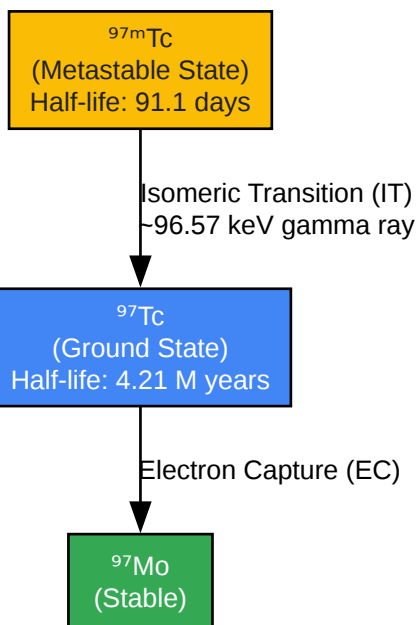 ⁹⁷ᵐTc
(Metastable State)
Half-life: 91.1 days
Isomeric Transition (IT)
~96.57 keV gamma ray
⁹⁷Tc
(Ground State)
Half-life: 4.21 M years
Electron Capture (EC)
⁹⁷Mo
(Stable)